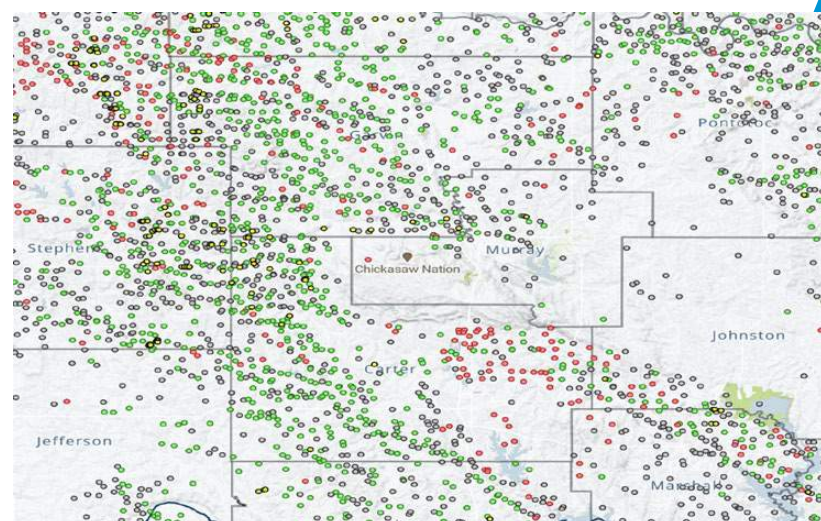 Garvin
Pontotoc
Stephens
Murray
Chickasaw Nation
Johnston
Carter
Jefferson
Marshall